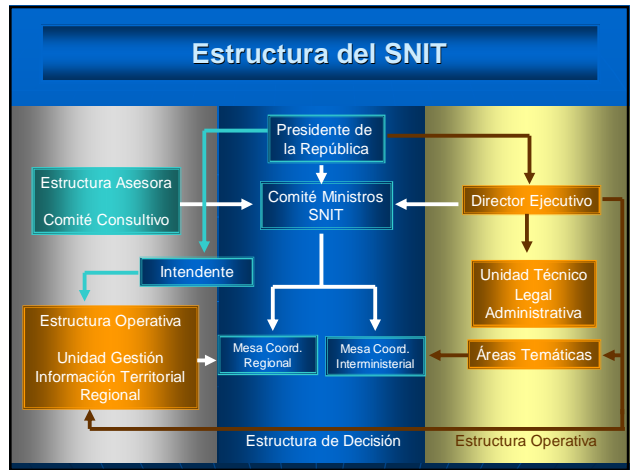 Estructura del SNIT
Presidente de
la República
Estructura Asesora
Comité Consultivo
Comité Ministros
SNIT
Director Ejecutivo
Intendente
Unidad Técnico
Legal
Administrativa
Estructura Operativa
Unidad Gestión
Información Territorial
Regional
Mesa Coord.
Regional
Mesa Coord.
Interministerial
Áreas Temáticas
Estructura de Decisión
Estructura Operativa